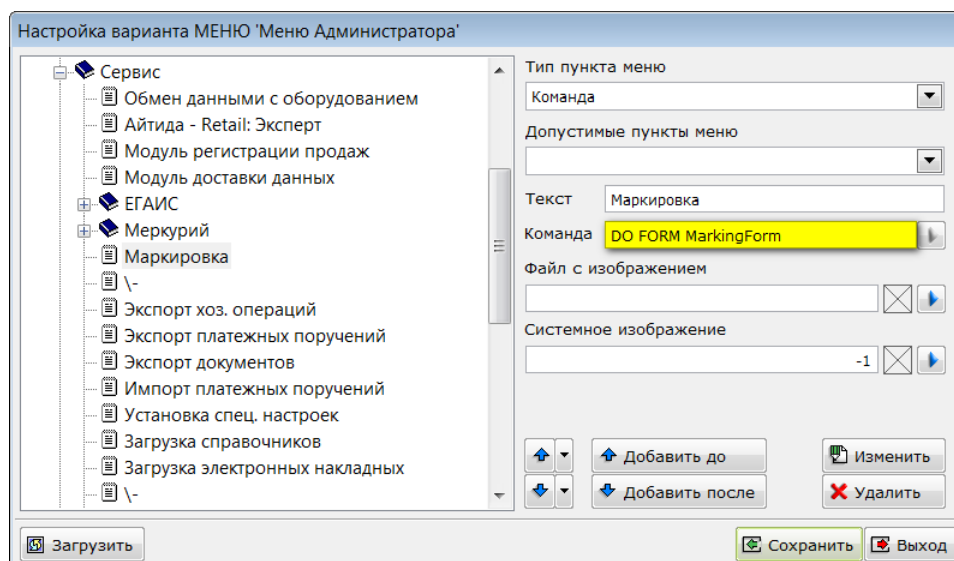 Настройка варианта МЕНЮ 'Меню Администратора'
Сервис
Обмен данными с оборудованием
Айтида - Retail: Эксперт
Модуль регистрации продаж
Модуль доставки данных
ЕГАИС
Меркурий
Маркировка
\-
Экспорт хоз. операций
Экспорт платежных поручений
Экспорт документов
Импорт платежных поручений
Установка спец. настроек
Загрузка справочников
Загрузка электронных накладных
\-
Тип пункта меню
Команда
Допустимые пункты меню
Текст Маркировка
Команда DO FORM MarkingForm
Файл с изображением
Системное изображение
-1
Добавить до Изменить
Добавить после Удалить
Загрузить Сохранить Выход